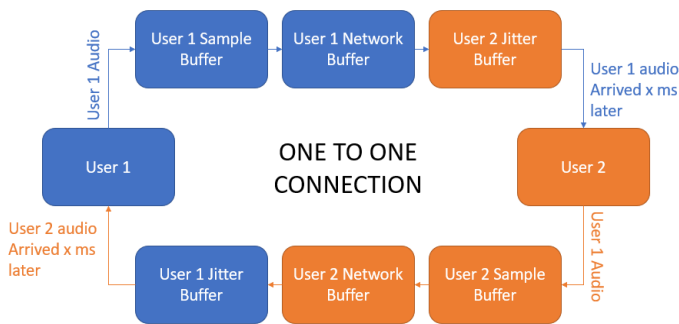 User 1 Audio
User 1 Sample
Buffer
User 1 Network
Buffer
User 2 Jitter
Buffer
User 1 audio
Arrived x ms
later
User 1
ONE TO ONE
CONNECTION
User 2
User 2 audio
Arrived x ms
later
User 1 Audio
User 1 Jitter
Buffer
User 2 Network
Buffer
User 2 Sample
Buffer